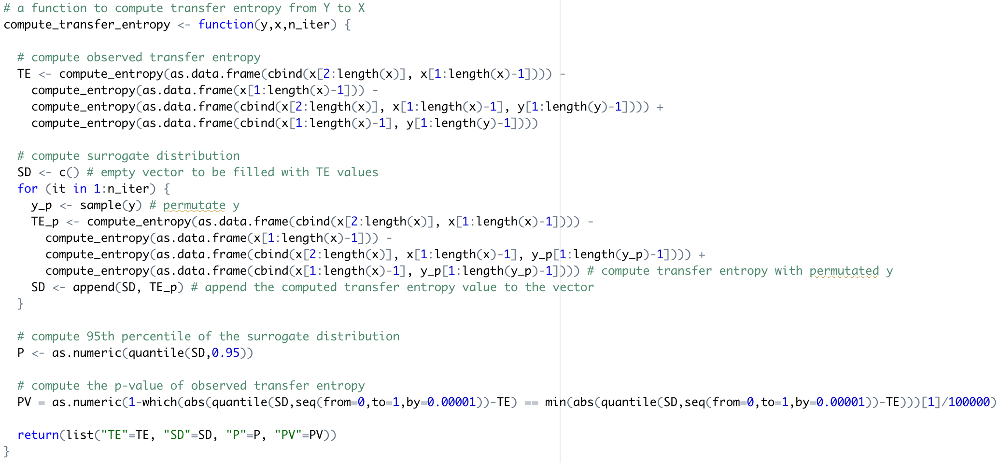 # a function to compute transfer entropy from Y to X
compute_transfer_entropy <- function(y,x,n_iter) {
  # compute observed transfer entropy
  TE <- compute_entropy(as.data.frame(cbind(x[2:length(x)], x[1:length(x)-1]))) -
    compute_entropy(as.data.frame(x[1:length(x)-1])) -
    compute_entropy(as.data.frame(cbind(x[2:length(x)], x[1:length(x)-1], y[1:length(y)-1]))) +
    compute_entropy(as.data.frame(cbind(x[1:length(x)-1], y[1:length(y)-1])))
  # compute surrogate distribution
  SD <- c() # empty vector to be filled with TE values
  for (it in 1:n_iter) {
    y_p <- sample(y) # permutate y
    TE_p <- compute_entropy(as.data.frame(cbind(x[2:length(x)], x[1:length(x)-1]))) -
      compute_entropy(as.data.frame(x[1:length(x)-1])) -
      compute_entropy(as.data.frame(cbind(x[2:length(x)], x[1:length(x)-1], y_p[1:length(y_p)-1]))) +
      compute_entropy(as.data.frame(cbind(x[1:length(x)-1], y_p[1:length(y_p)-1]))) # compute transfer entropy with permutated y
    SD <- append(SD, TE_p) # append the computed transfer entropy value to the vector
  }
  # compute 95th percentile of the surrogate distribution
  P <- as.numeric(quantile(SD,0.95))
  # compute the p-value of observed transfer entropy
  PV = as.numeric(1-which(abs(quantile(SD,seq(from=0,to=1,by=0.00001))-TE) == min(abs(quantile(SD,seq(from=0,to=1,by=0.00001))-TE)))[1]/100000)
  return(list("TE"=TE, "SD"=SD, "P"=P, "PV"=PV))
}